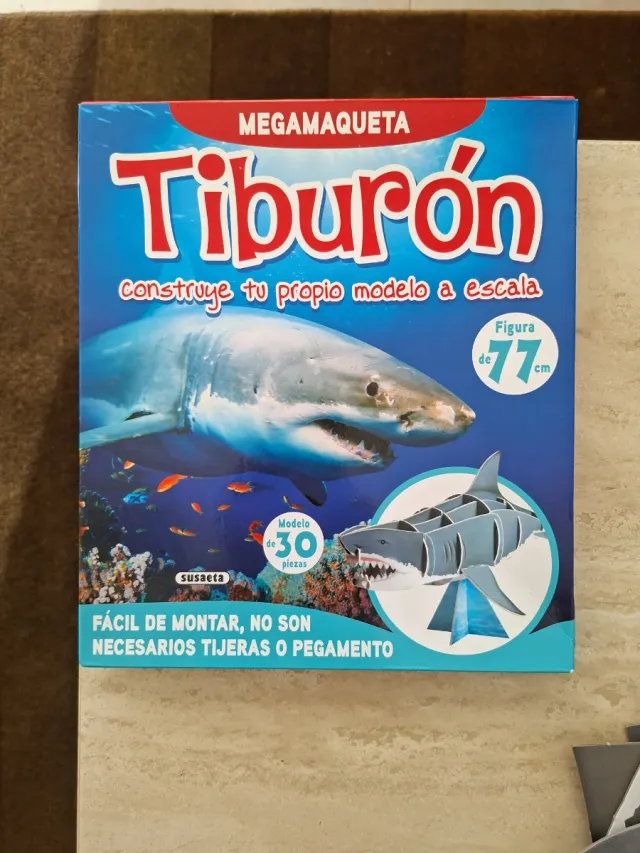 MEGAMAQUETA
Tiburón
construye tu propio modelo a escala
Figura
de 77 cm
Modelo
de 30
piezas
susaeta
FÁCIL DE MONTAR, NO SON
NECESARIOS TIJERAS O PEGAMENTO